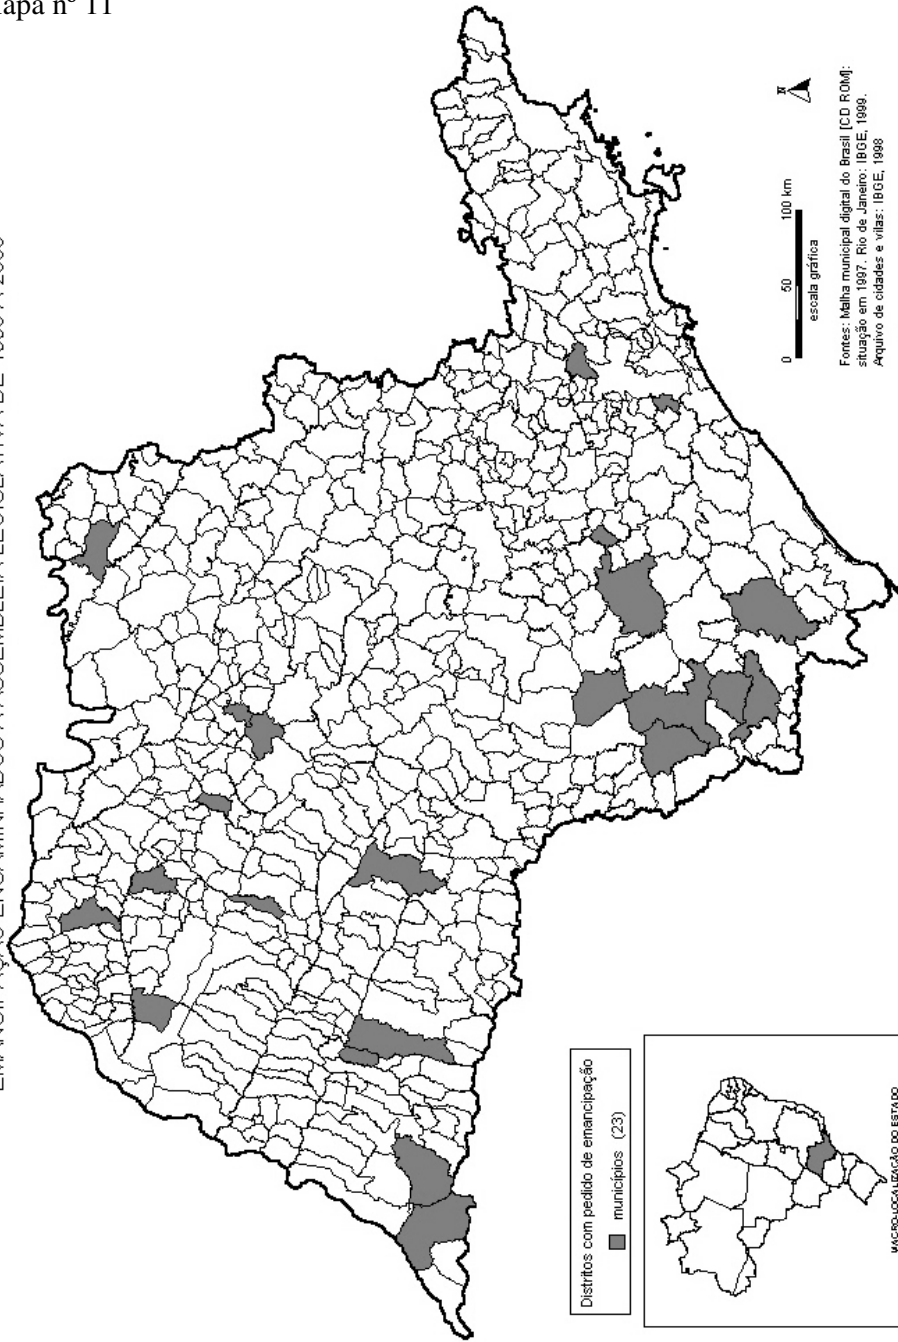 apa nº 11
0 50 100 km
escala gráfica
N
Fontes: Malha municipal digital do Brasil [CD ROM]:
situação em 1997. Rio de Janeiro: IBGE, 1999.
Arquivo de cidades e vilas: IBGE, 1998
Distritos com pedido de emancipação
municípios (23)
MACRO-LOCALIZAÇÃO DO ESTADO